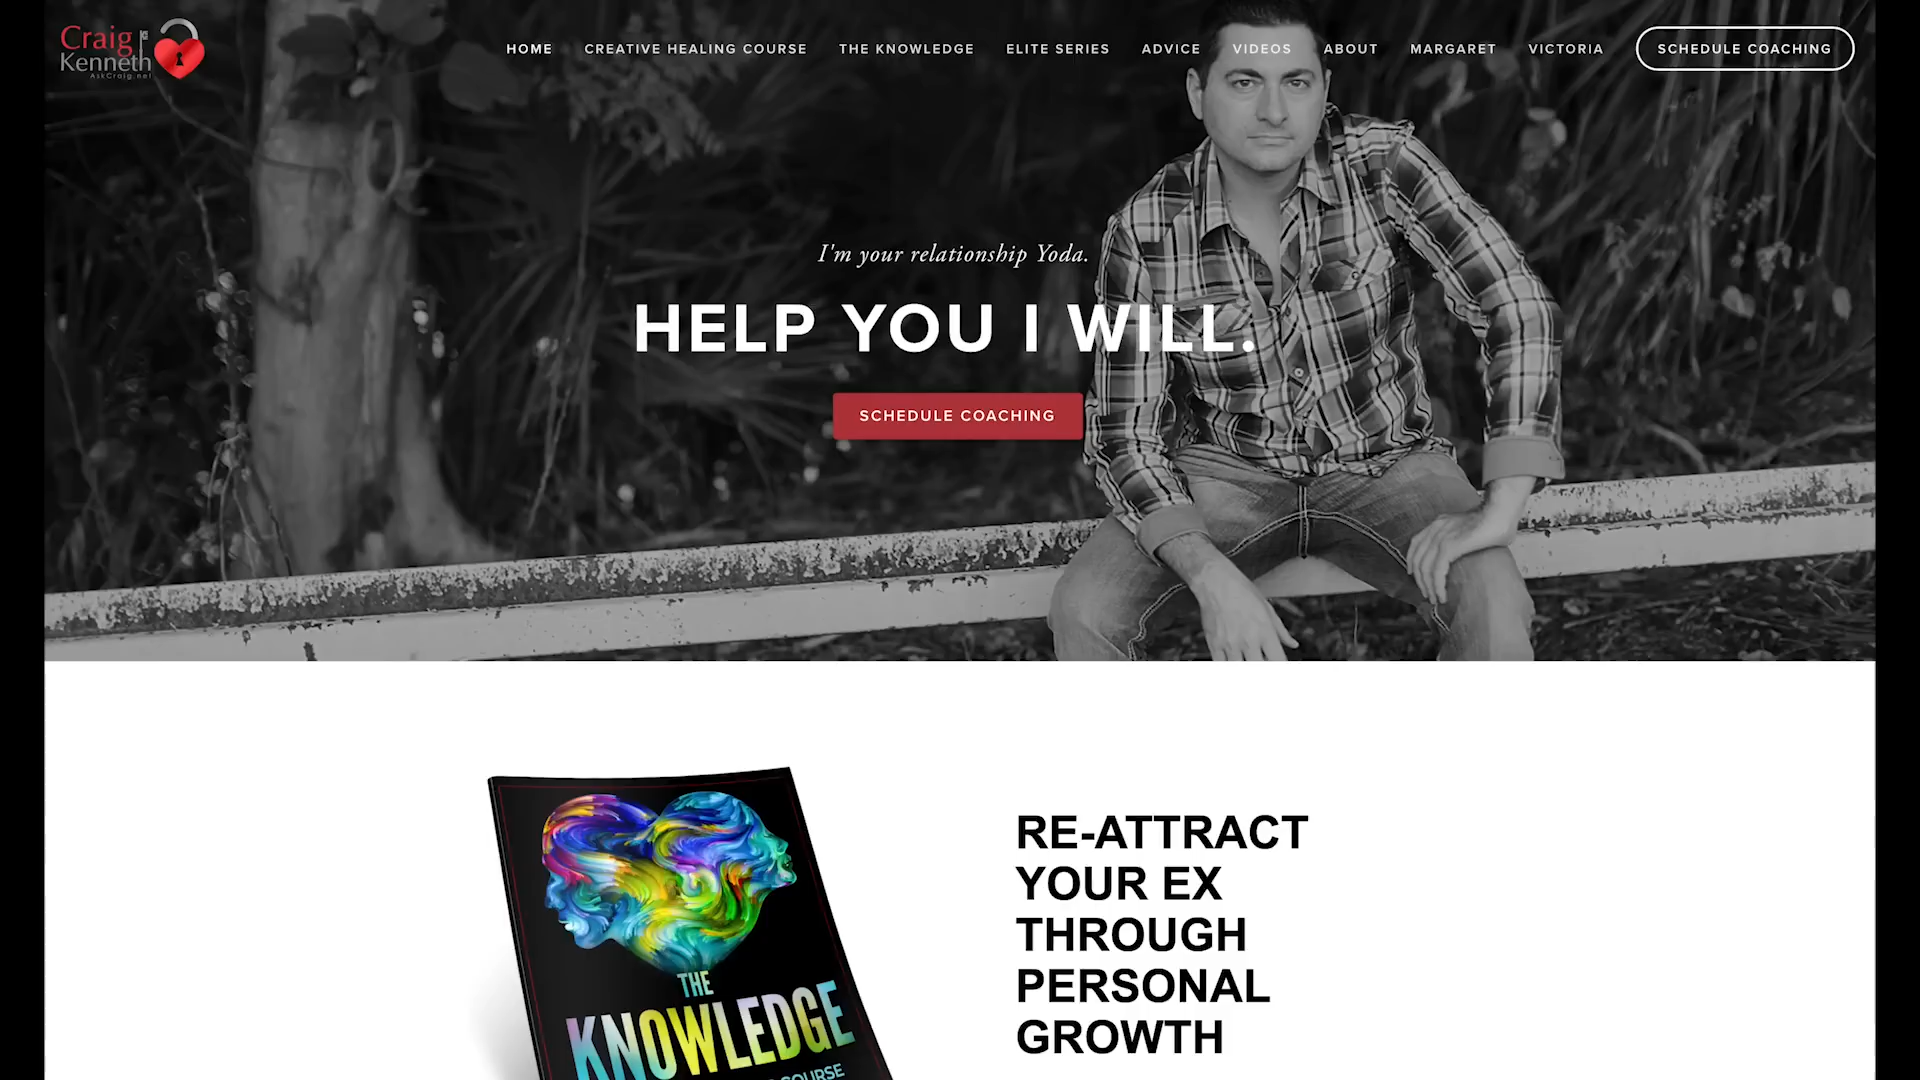 Craig
Kenneth
AskCraig.net
HOME
CREATIVE HEALING COURSE
THE KNOWLEDGE
ELITE SERIES
ADVICE
VIDEOS
ABOUT
MARGARET
VICTORIA
SCHEDULE COACHING
I'm your relationship Yoda.
HELP YOU I WILL.
SCHEDULE COACHING
THE
KNOWLEDGE
COURSE
RE-ATTRACT
YOUR EX
THROUGH
PERSONAL
GROWTH